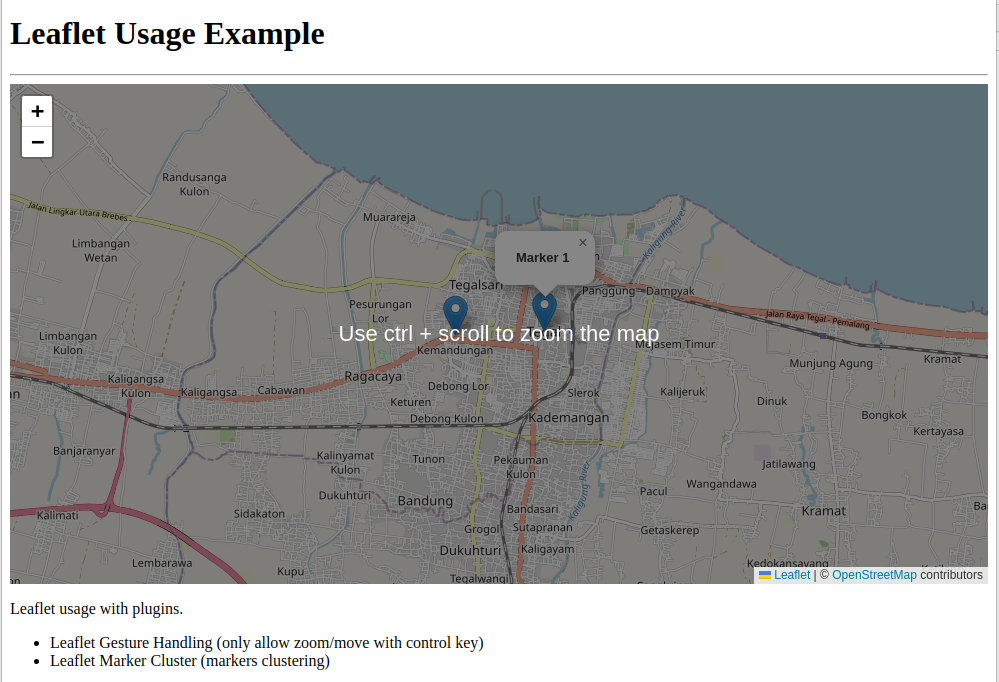 Leaflet Usage Example
+
−
Randusanga
Kulon
Jalan Lingkar Utara Brebes
Muarareja
Kaligung River
Limbangan
Wetan
×
Marker 1
Tegalsari
Panggung
Dampyak
Pesurungan
Lor
Jalan Raya Tegal - Pemalang
Use ctrl + scroll to zoom the map
Limbangan
Kulon
Kemandungan
Mejasem Timur
Munjung Agung
Kramat
Ragacaya
Kaligangsa
Kulon
Kaligangsa
Cabawan
Debong Lor
Slerok
Kalijeruk
Keturen
Dinuk
Debong Kulon
Kademangan
Bongkok
Kertayasa
Banjaranyar
Kalinyamat
Kulon
Tunon
Pekauman
Kulon
Jatilawang
Kaligung River
Dukuhturi
Bandung
Pacul
Wangandawa
Kalimati
Sidakaton
Bandasari
Kramat
Grogol
Sutapranan
Getaskerep
Lembarawa
Dukuhturi
Kaligayam
Kedokansayang
Kupu
Tegalwangi
Leaflet | © OpenStreetMap contributors
Leaflet usage with plugins.
• Leaflet Gesture Handling (only allow zoom/move with control key)
• Leaflet Marker Cluster (markers clustering)